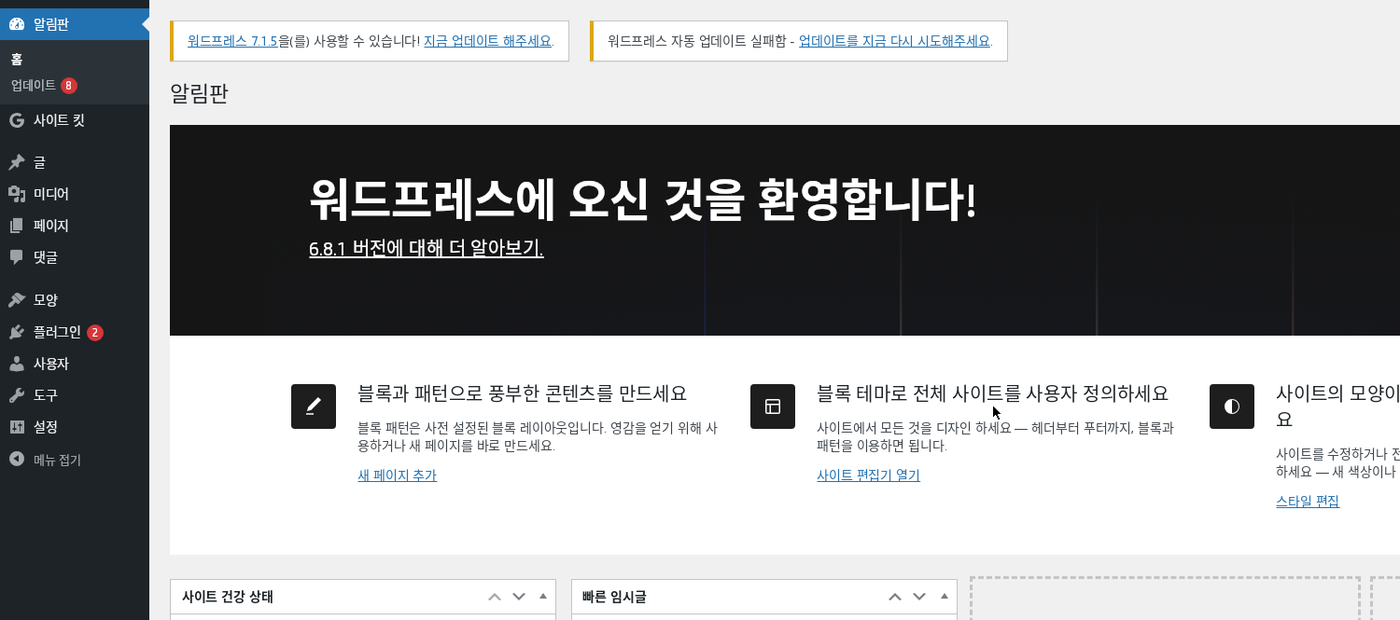 알림판
홈
업데이트 8
사이트 킷
글
미디어
페이지
댓글
모양
플러그인 2
사용자
도구
설정
메뉴 접기
워드프레스 7.1.5을(를) 사용할 수 있습니다! 지금 업데이트 해주세요.
워드프레스 자동 업데이트 실패함 - 업데이트를 지금 다시 시도해주세요.
알림판
워드프레스에 오신 것을 환영합니다!
6.8.1 버전에 대해 더 알아보기.
블록과 패턴으로 풍부한 콘텐츠를 만드세요
블록 패턴은 사전 설정된 블록 레이아웃입니다. 영감을 얻기 위해 사
용하거나 새 페이지를 바로 만드세요.
새 페이지 추가
블록 테마로 전체 사이트를 사용자 정의하세요
사이트에서 모든 것을 디자인 하세요 — 헤더부터 푸터까지, 블록과
패턴을 이용하면 됩니다.
사이트 편집기 열기
사이트의 모양이
요
사이트를 수정하거나 전
하세요 — 새 색상이나
스타일 편집
사이트 건강 상태
빠른 임시글